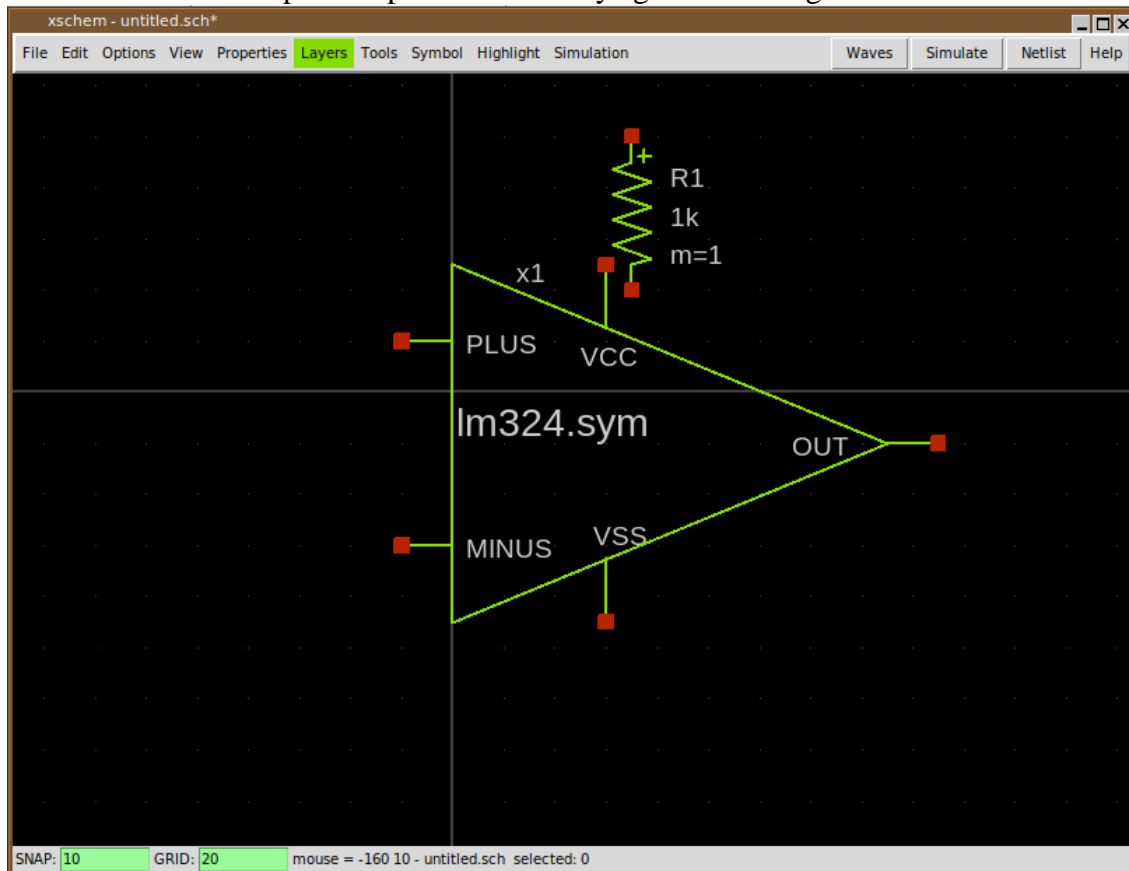 xschem - untitled.sch*
File Edit Options View Properties Layers Tools Symbol Highlight Simulation Waves Simulate Netlist Help
R1
1k
m=1
x1
PLUS
VCC
lm324.sym
OUT
VSS
MINUS
SNAP: 10 GRID: 20 mouse = -160 10 - untitled.sch selected: 0